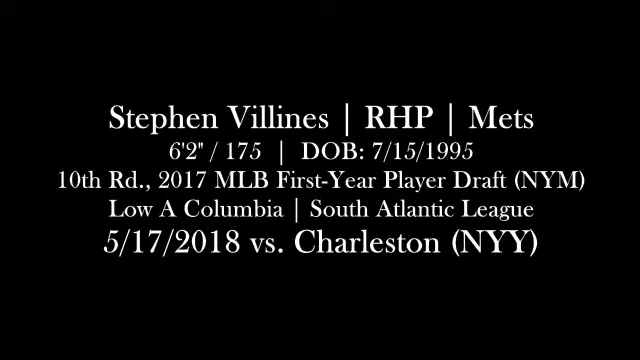 Stephen Villines | RHP | Mets
6'2" / 175 | DOB: 7/15/1995
10th Rd., 2017 MLB First-Year Player Draft (NYM)
Low A Columbia | South Atlantic League
5/17/2018 vs. Charleston (NYY)